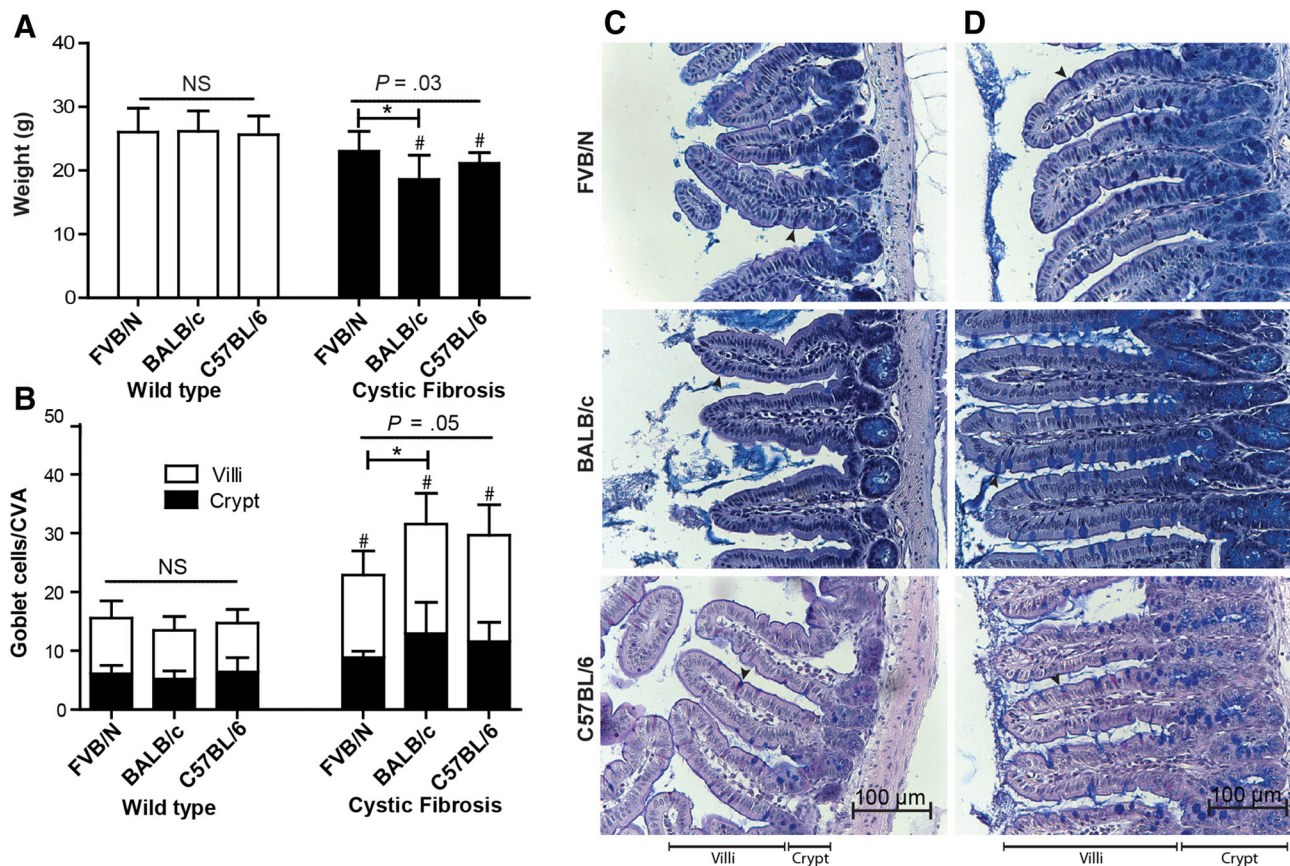 A
40
30
20
10
0
Weight (g)
NS
P = .03
*
#
#
FVB/N
BALB/c
C57BL/6
FVB/N
BALB/c
C57BL/6
Wild type
Cystic Fibrosis
B
50
40
30
20
10
0
Goblet cells/CVA
Villi
Crypt
NS
P = .05
*
#
#
#
FVB/N
BALB/c
C57BL/6
FVB/N
BALB/c
C57BL/6
Wild type
Cystic Fibrosis
C
D
FVB/N
BALB/c
C57BL/6
100 µm
100 µm
Villi
Crypt
Villi
Crypt